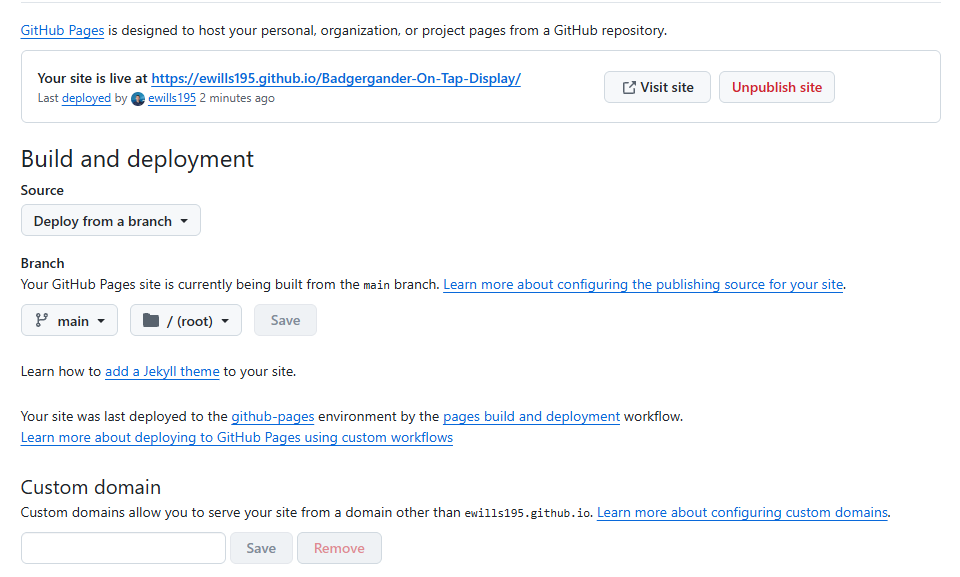 GitHub Pages is designed to host your personal, organization, or project pages from a GitHub repository.
Your site is live at https://ewills195.github.io/Badgergander-On-Tap-Display/
Last deployed by ewills195 2 minutes ago
Visit site
Unpublish site
Build and deployment
Source
Deploy from a branch
Branch
Your GitHub Pages site is currently being built from the main branch. Learn more about configuring the publishing source for your site.
main
/ (root)
Save
Learn how to add a Jekyll theme to your site.
Your site was last deployed to the github-pages environment by the pages build and deployment workflow.
Learn more about deploying to GitHub Pages using custom workflows
Custom domain
Custom domains allow you to serve your site from a domain other than ewills195.github.io. Learn more about configuring custom domains.
Save
Remove